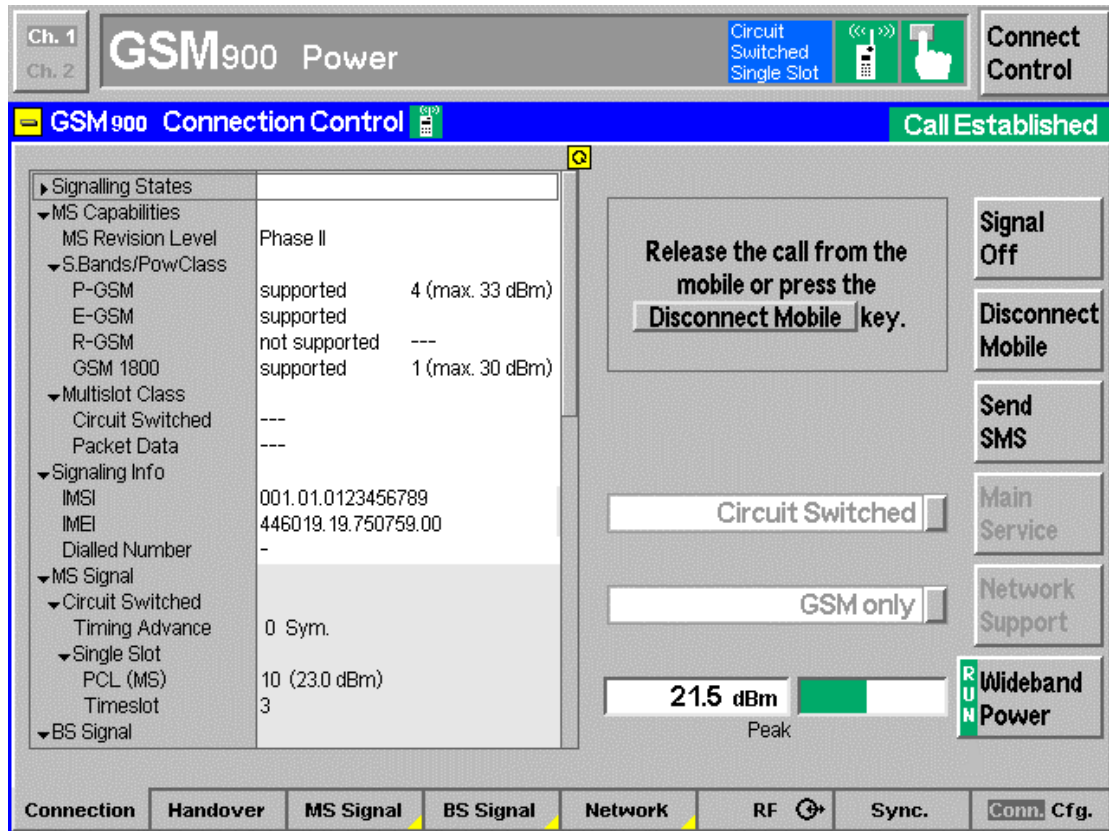 Ch. 1
Ch. 2
GSM900 Power
Circuit
Switched
Single Slot
Connect
Control
GSM 900 Connection Control
Call Established
Signalling States
MS Capabilities
MS Revision Level Phase II
S.Bands/PowClass
P-GSM supported 4 (max. 33 dBm)
E-GSM supported
R-GSM not supported ---
GSM 1800 supported 1 (max. 30 dBm)
Multislot Class
Circuit Switched ---
Packet Data ---
Signaling Info
IMSI 001.01.0123456789
IMEI 446019.19.750759.00
Dialled Number -
MS Signal
Circuit Switched
Timing Advance 0 Sym.
Single Slot
PCL (MS) 10 (23.0 dBm)
Timeslot 3
BS Signal
Release the call from the
mobile or press the
Disconnect Mobile key.
Circuit Switched
GSM only
21.5 dBm
Peak
Signal
Off
Disconnect
Mobile
Send
SMS
Main
Service
Network
Support
RUN
Wideband
Power
Connection Handover MS Signal BS Signal Network RF Sync. Conn. Cfg.